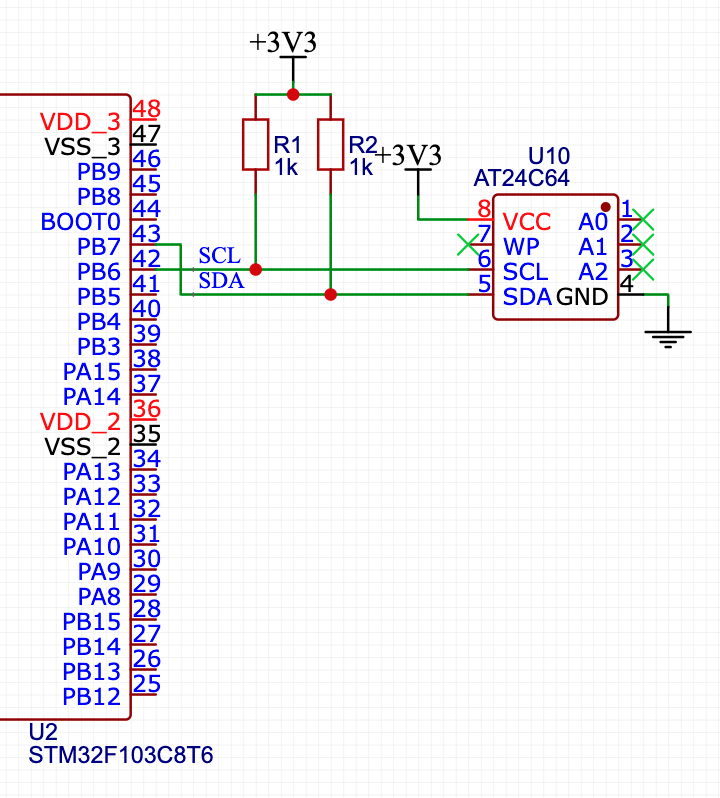 +3V3
48
VDD_3
47
VSS_3
46
PB9
45
PB8
44
BOOT0
43
PB7
42
PB6
41
PB5
40
PB4
39
PB3
38
PA15
37
PA14
36
VDD_2
35
VSS_2
34
PA13
33
PA12
32
PA11
31
PA10
30
PA9
29
PA8
28
PB15
27
PB14
26
PB13
25
PB12
U2
STM32F103C8T6
SCL
SDA
R1
1k
R2
1k
+3V3
U10
AT24C64
8 VCC A0 1
7 WP A1 2
6 SCL A2 3
5 SDA GND 4